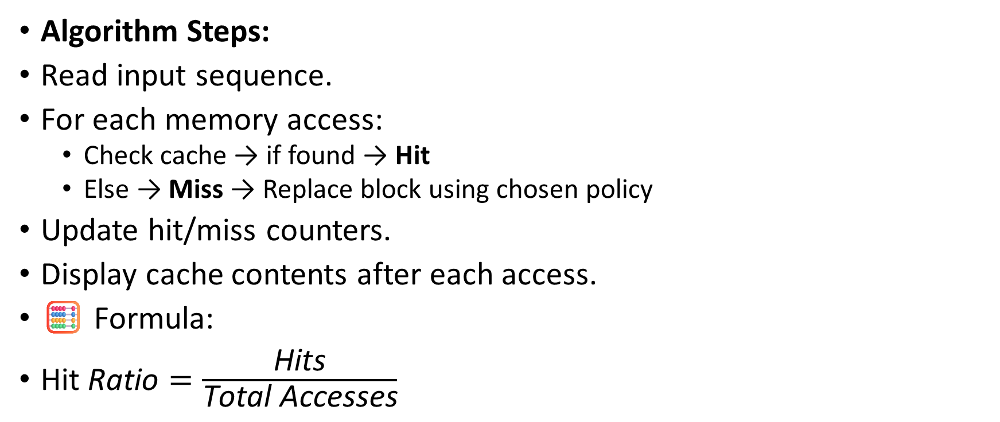 • Algorithm Steps:
• Read input sequence.
• For each memory access:
• Check cache → if found → Hit
• Else → Miss → Replace block using chosen policy
• Update hit/miss counters.
• Display cache contents after each access.
• 🧮 Formula:
• Hit Ratio = Hits / Total Accesses